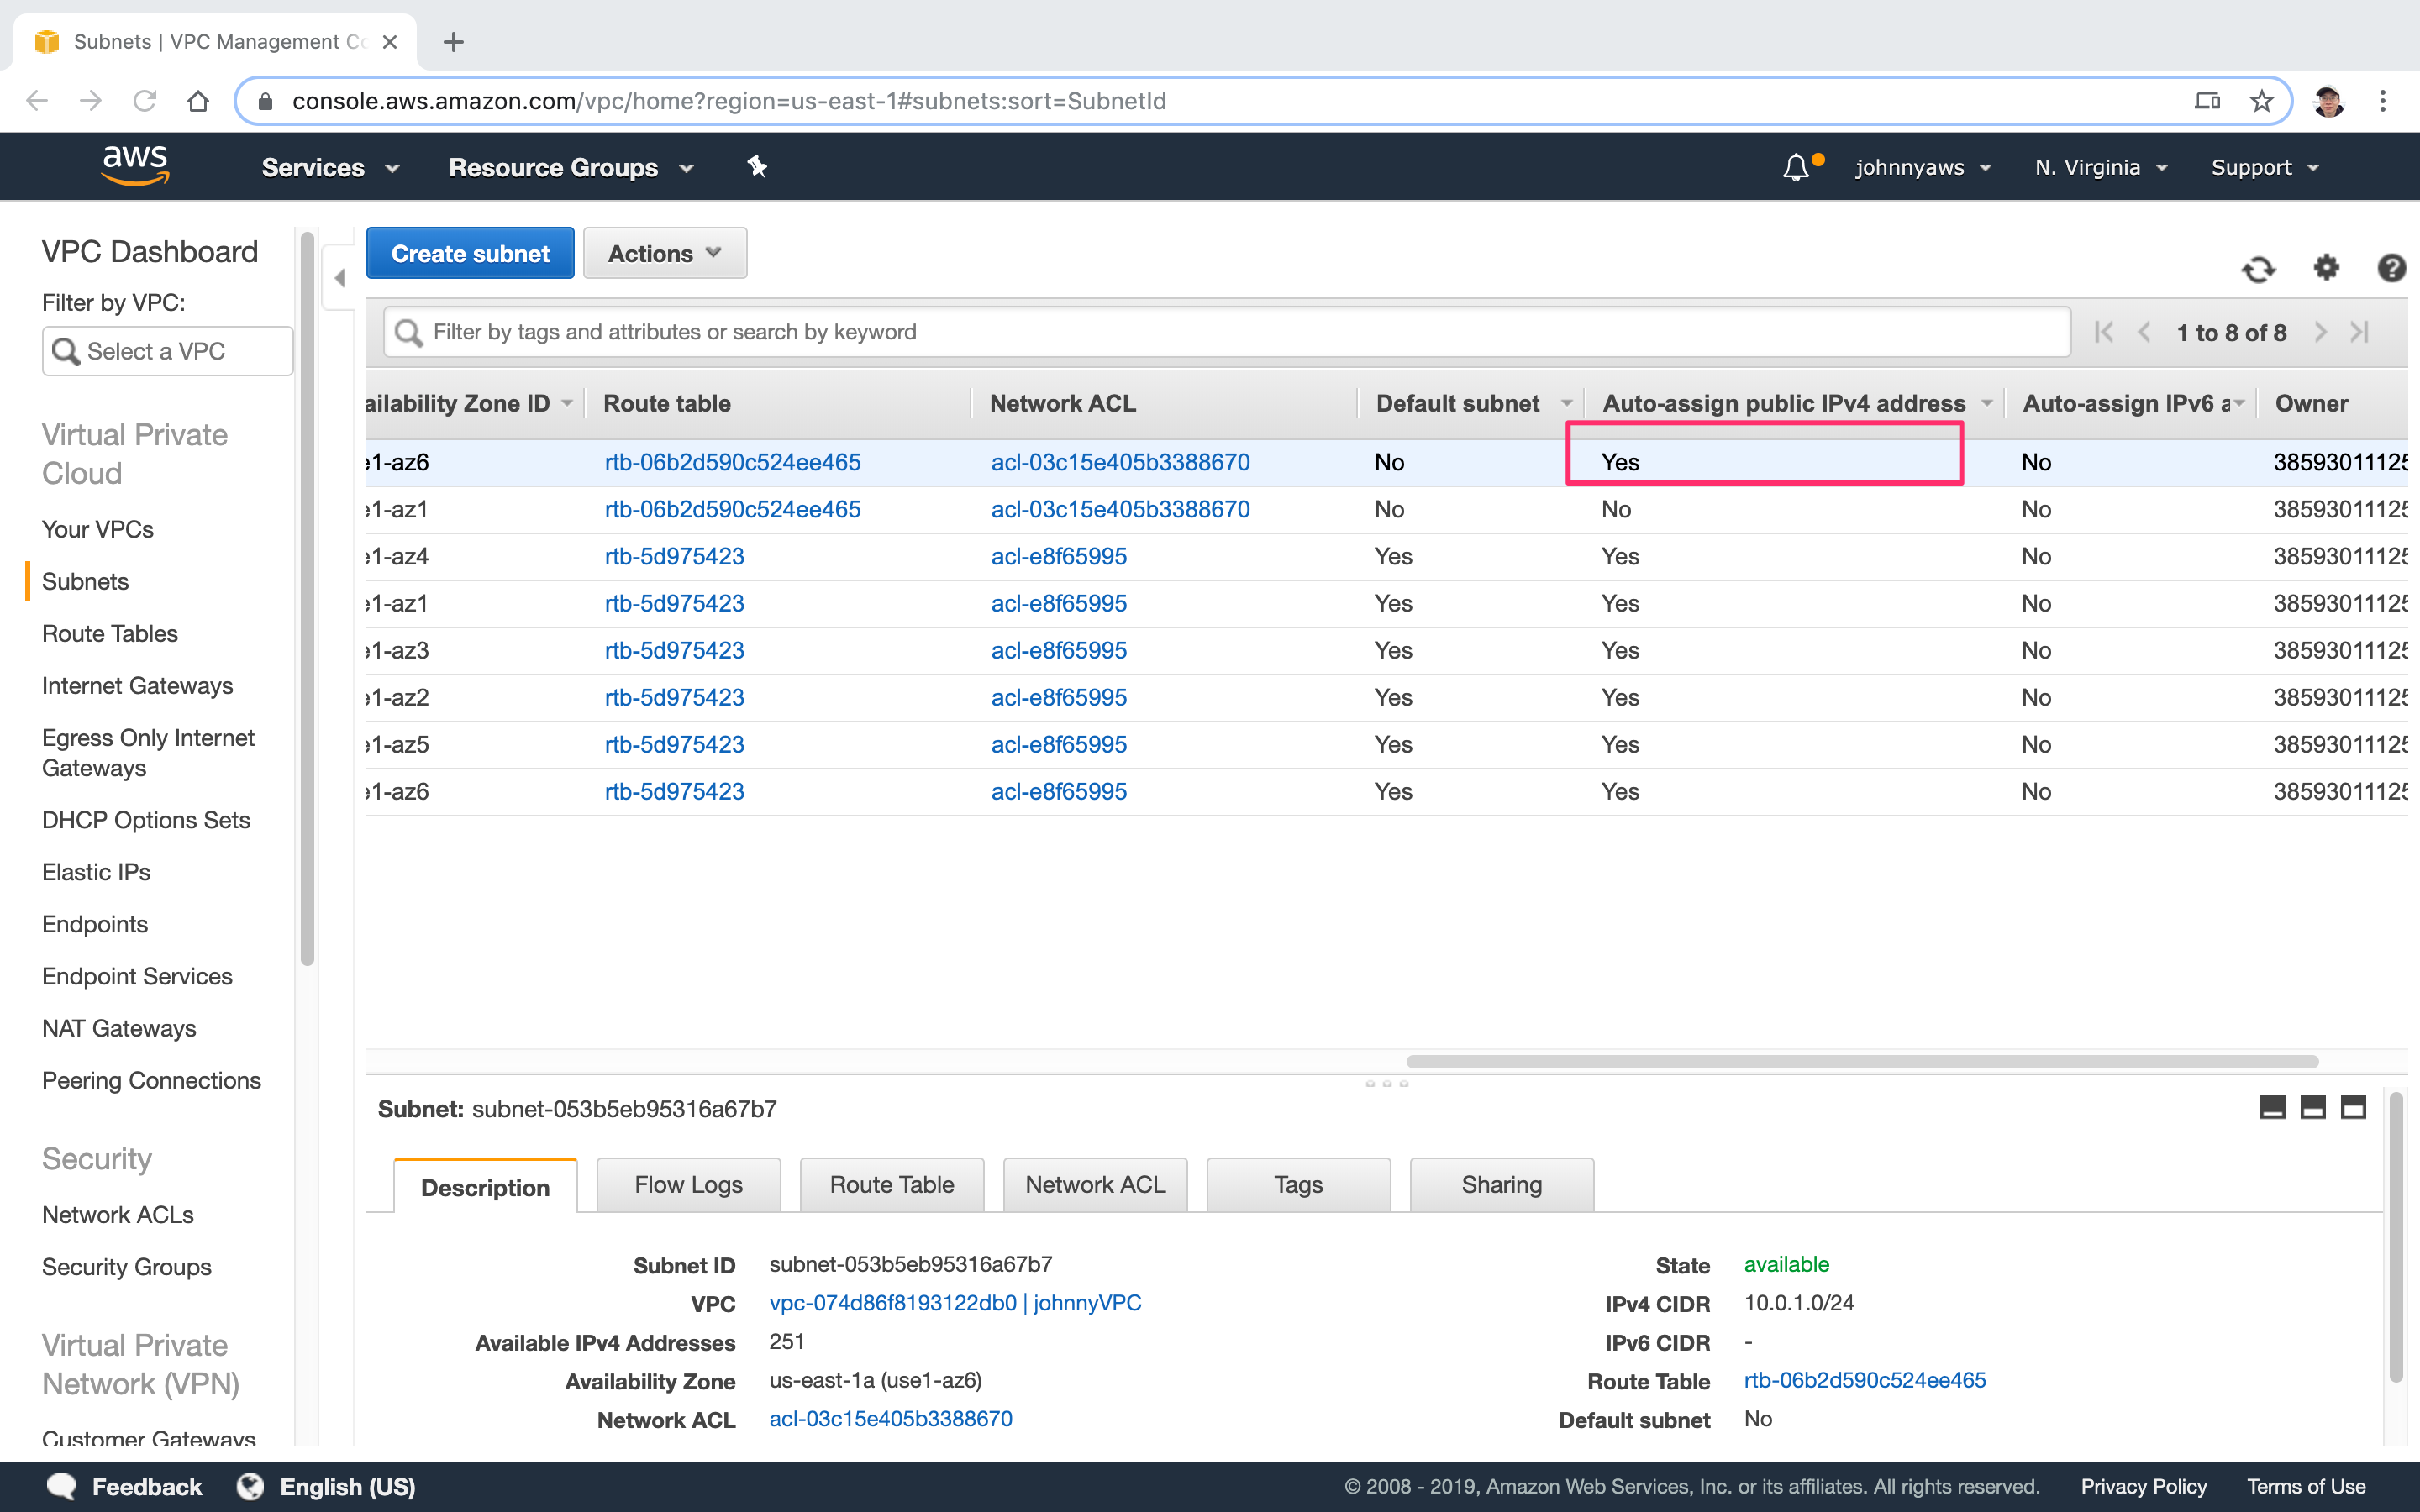 Subnets | VPC Management Co
console.aws.amazon.com/vpc/home?region=us-east-1#subnets:sort=SubnetId
aws Services Resource Groups johnnyaws N. Virginia Support
VPC Dashboard
Filter by VPC:
Select a VPC
Virtual Private
Cloud
Your VPCs
Subnets
Route Tables
Internet Gateways
Egress Only Internet
Gateways
DHCP Options Sets
Elastic IPs
Endpoints
Endpoint Services
NAT Gateways
Peering Connections
Security
Network ACLs
Security Groups
Virtual Private
Network (VPN)
Customer Gateways
Create subnet Actions
Filter by tags and attributes or search by keyword 1 to 8 of 8
ailability Zone ID Route table Network ACL Default subnet Auto-assign public IPv4 address Auto-assign IPv6 a Owner
e1-az6 rtb-06b2d590c524ee465 acl-03c15e405b3388670 No Yes No 38593011125
e1-az1 rtb-06b2d590c524ee465 acl-03c15e405b3388670 No No No 38593011125
e1-az4 rtb-5d975423 acl-e8f65995 Yes Yes No 38593011125
e1-az1 rtb-5d975423 acl-e8f65995 Yes Yes No 38593011125
e1-az3 rtb-5d975423 acl-e8f65995 Yes Yes No 38593011125
e1-az2 rtb-5d975423 acl-e8f65995 Yes Yes No 38593011125
e1-az5 rtb-5d975423 acl-e8f65995 Yes Yes No 38593011125
e1-az6 rtb-5d975423 acl-e8f65995 Yes Yes No 38593011125
Subnet: subnet-053b5eb95316a67b7
Description Flow Logs Route Table Network ACL Tags Sharing
Subnet ID subnet-053b5eb95316a67b7 State available
VPC vpc-074d86f8193122db0 | johnnyVPC IPv4 CIDR 10.0.1.0/24
Available IPv4 Addresses 251 IPv6 CIDR -
Availability Zone us-east-1a (use1-az6) Route Table rtb-06b2d590c524ee465
Network ACL acl-03c15e405b3388670 Default subnet No
Feedback English (US) © 2008 - 2019, Amazon Web Services, Inc. or its affiliates. All rights reserved. Privacy Policy Terms of Use